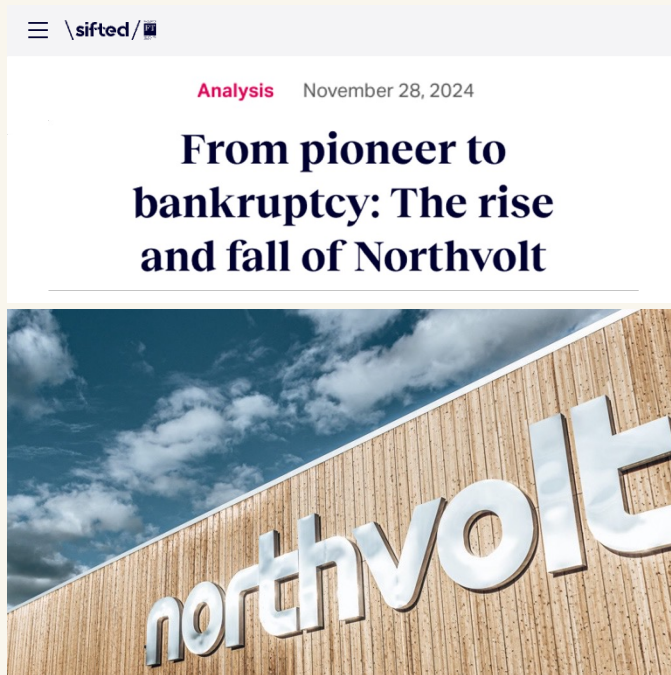 \sifted/
Analysis November 28, 2024
From pioneer to
bankruptcy: The rise
and fall of Northvolt
northvolt